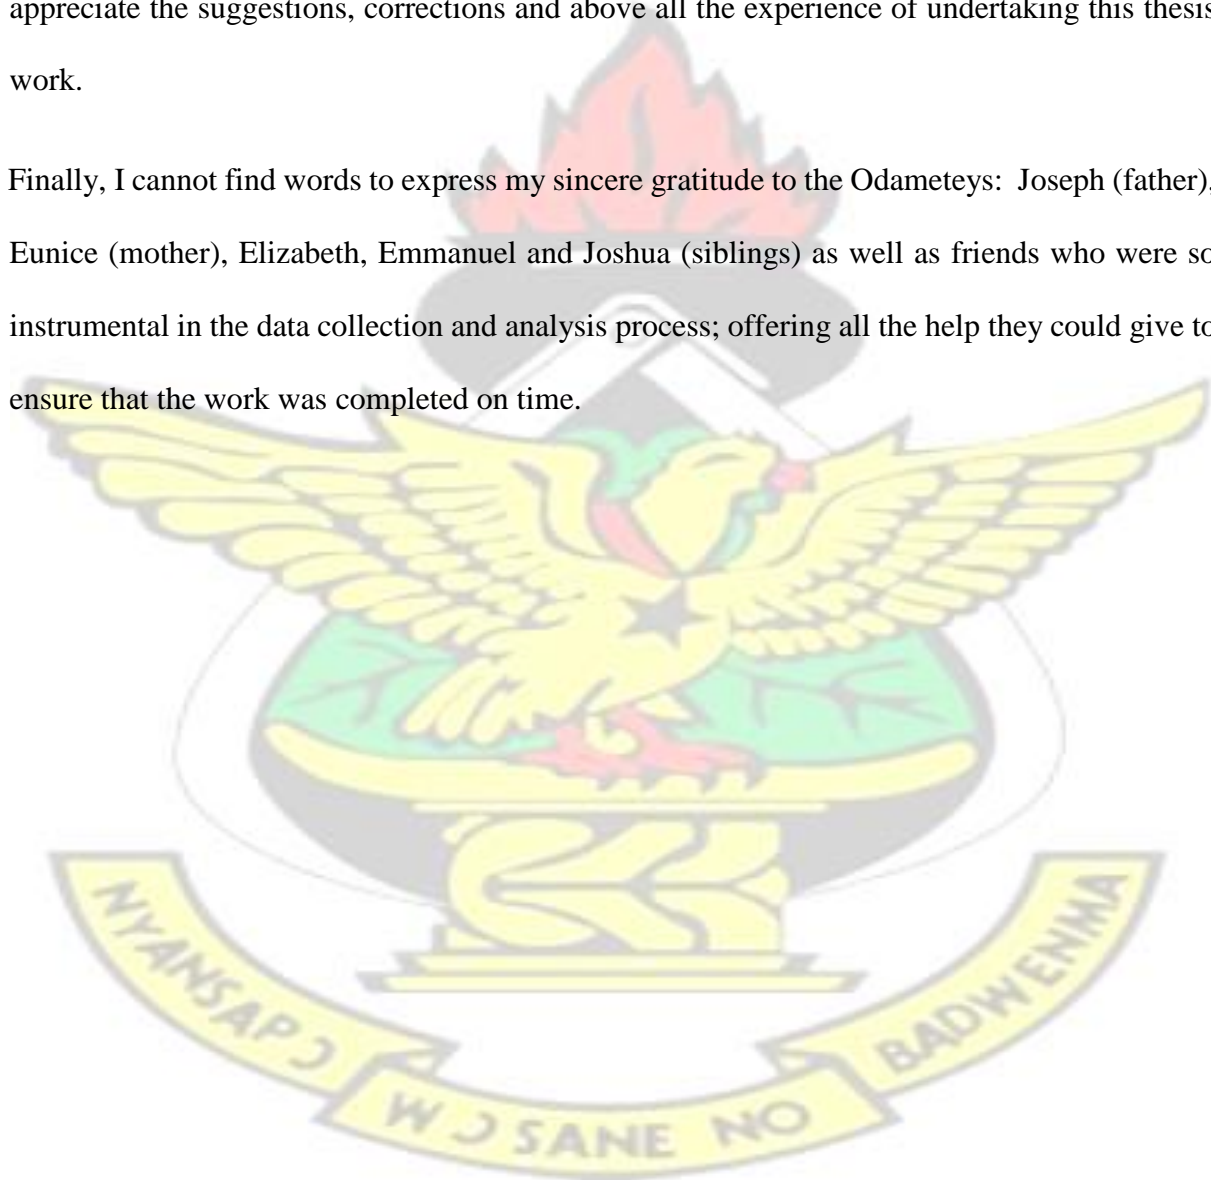 appreciate the suggestions, corrections and above all the experience of undertaking this thesis
work.
Finally, I cannot find words to express my sincere gratitude to the Odameteys: Joseph (father),
Eunice (mother), Elizabeth, Emmanuel and Joshua (siblings) as well as friends who were so
instrumental in the data collection and analysis process; offering all the help they could give to
ensure that the work was completed on time.
NYANSAPƆ
WƆSANE NO
BADWENMA